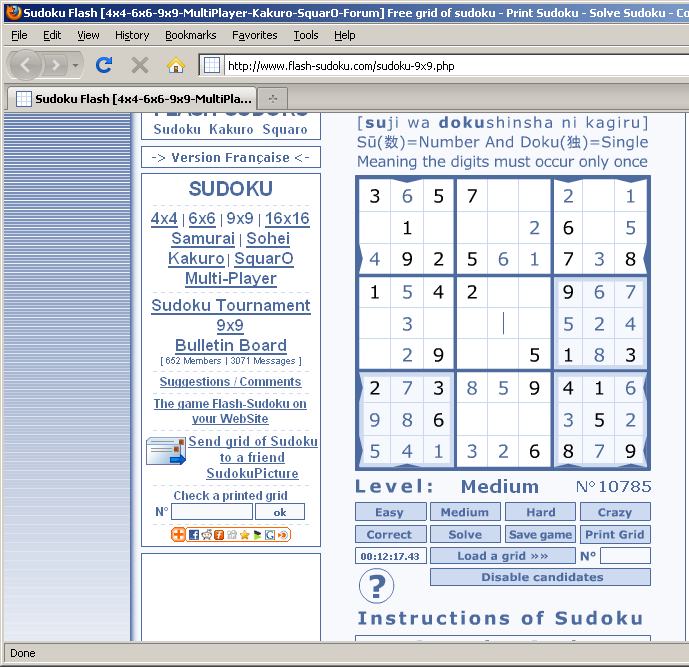 Sudoku Flash [4x4-6x6-9x9-MultiPlayer-Kakuro-SquarO-Forum] Free grid of sudoku - Print Sudoku - Solve Sudoku - Co
File Edit View History Bookmarks Favorites Tools Help
http://www.flash-sudoku.com/sudoku-9x9.php
Sudoku Flash [4x4-6x6-9x9-MultiPla...
Sudoku Kakuro Squaro
-> Version Française <-
SUDOKU
4x4 | 6x6 | 9x9 | 16x16
Samurai | Sohei
Kakuro | SquarO
Multi-Player
Sudoku Tournament
9x9
Bulletin Board
[ 652 Members | 3071 Messages ]
Suggestions / Comments
The game Flash-Sudoku on
your WebSite
Send grid of Sudoku
to a friend
SudokuPicture
Check a printed grid
N° ok
[suji wa dokushinsha ni kagiru]
Sū(数)=Number And Doku(独)=Single
Meaning the digits must occur only once
3 6 5 7 2 1
1 2 6 5
4 9 2 5 6 1 7 3 8
1 5 4 2 9 6 7
3 5 2 4
2 9 5 1 8 3
2 7 3 8 5 9 4 1 6
9 8 6 3 5 2
5 4 1 3 2 6 8 7 9
Level: Medium N°10785
Easy Medium Hard Crazy
Correct Solve Save game Print Grid
00:12:17.43 Load a grid »» N°
? Disable candidates
Instructions of Sudoku
Done